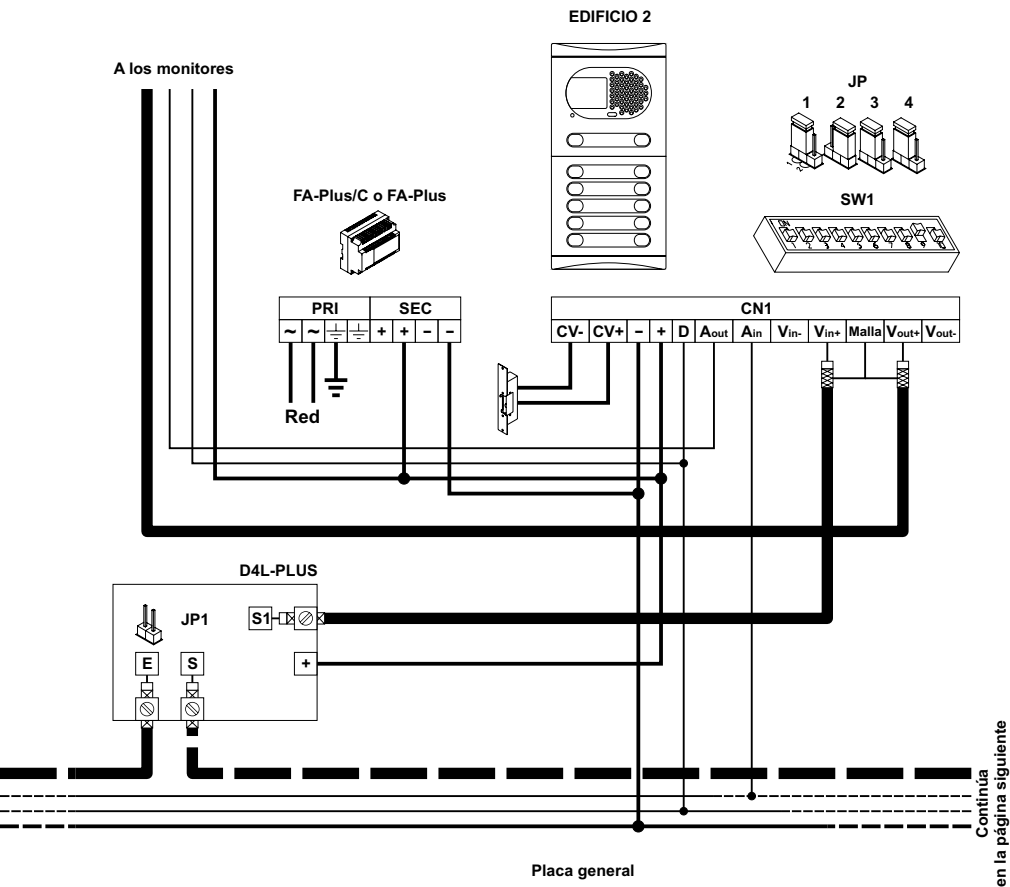 EDIFICIO 2
A los monitores
JP
1 2 3 4
1 2
FA-Plus/C o FA-Plus
SW1
PRI SEC
~ ~ + + − −
CN1
CV- CV+ − + D Aout Ain Vin- Vin+ Malla Vout+ Vout-
Red
D4L-PLUS
JP1
S1
E S +
Continúa
en la página siguiente
Placa general